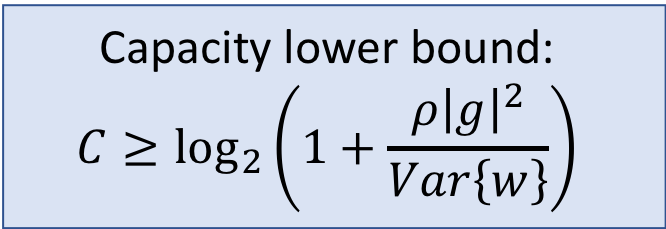 Capacity lower bound:
C ≥ log₂(1 + ρ|g|²/Var{w})